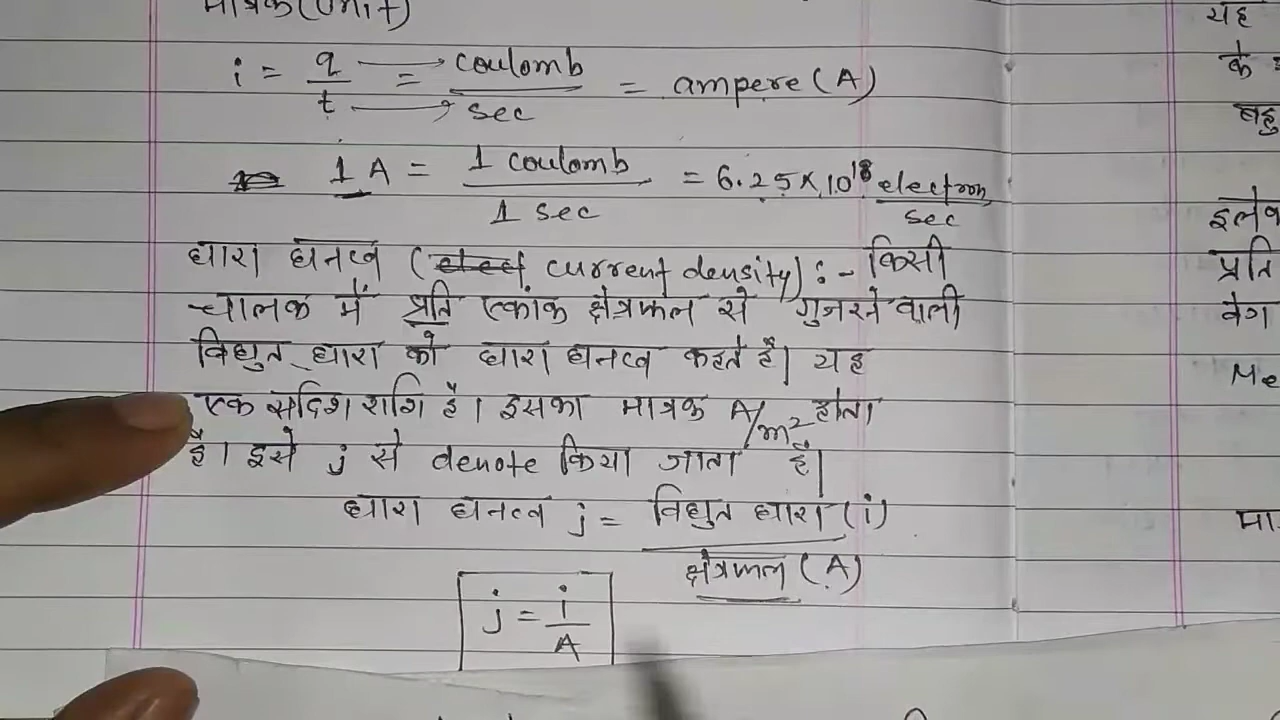 मात्रक(Unit)
i = q/t = coulomb/sec = ampere (A)
1 A = 1 coulomb/1 sec = 6.25×10¹⁸ electron/sec
धारा घनत्व (current density) :- किसी
चालक में प्रति एकांक क्षेत्रफल से गुजरने वाली
विद्युत धारा को धारा घनत्व कहते है। यह
एक सदिश राशि है। इसका मात्रक A/m² होता
है। इसे j से denote किया जाता है।
धारा घनत्व j = विद्युत धारा (i)
क्षेत्रफल (A)
j = i/A
यह
के
बहु
इलेक
प्रति
वेग
Me
मा